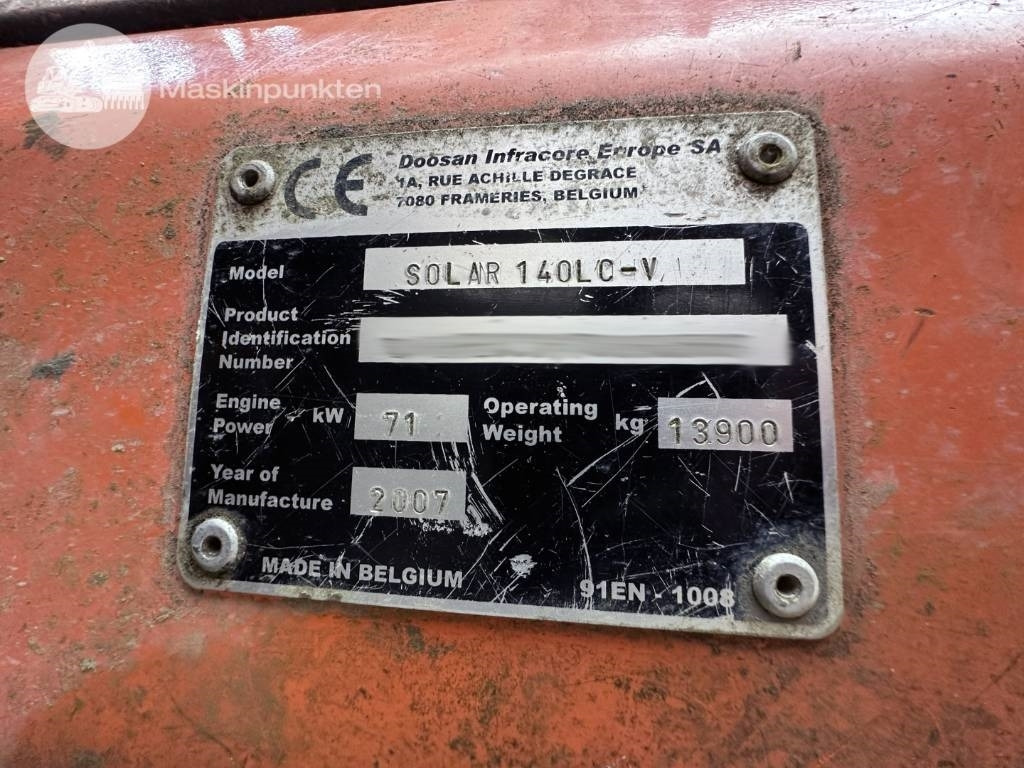 Maskinpunkten
CE
Doosan Infracore Europe SA
1A, RUE ACHILLE DEGRACE
7080 FRAMERIES, BELGIUM
Model SOLAR 140LC-V
Product
Identification
Number
Engine
Power kW 71
Operating
Weight kg 13900
Year of
Manufacture 2007
MADE IN BELGIUM
91EN - 1008